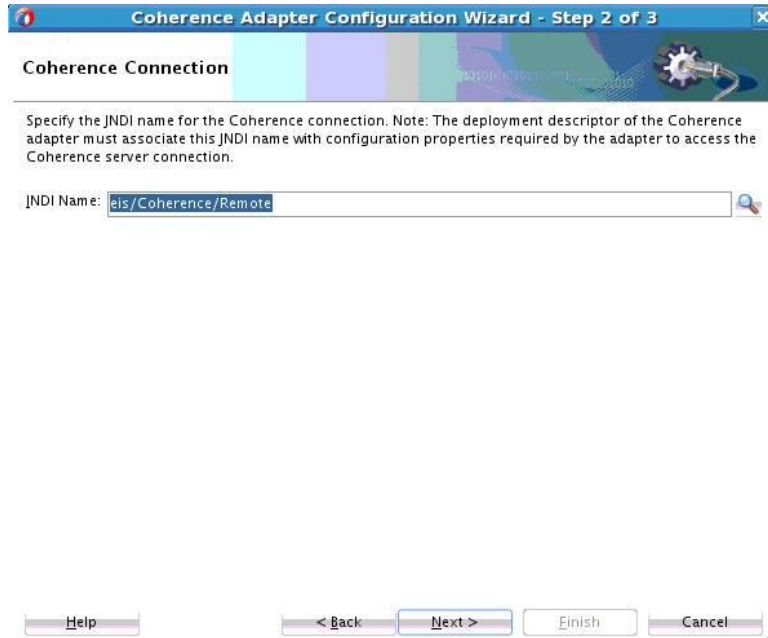 Coherence Adapter Configuration Wizard - Step 2 of 3
Coherence Connection
Specify the JNDI name for the Coherence connection. Note: The deployment descriptor of the Coherence
adapter must associate this JNDI name with configuration properties required by the adapter to access the
Coherence server connection.
JNDI Name: eis/Coherence/Remote
Help < Back Next > Finish Cancel